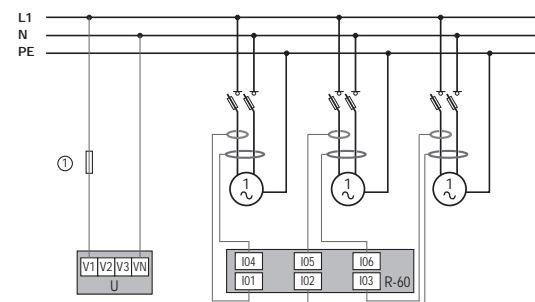 L1
N
PE
1
1 1 1
V1 V2 V3 VN
U
I04 I05 I06
I01 I02 I03 R-60